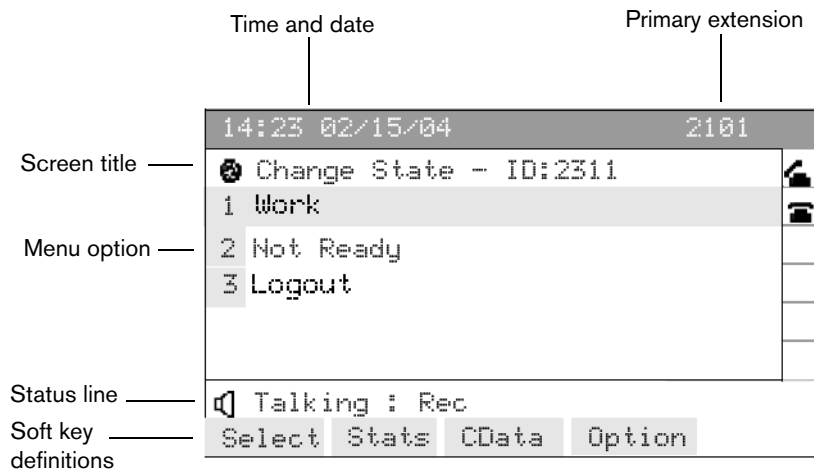 Time and date
Primary extension
14:23 02/15/04 2101
Screen title
Change State - ID:2311
1 Work
Menu option
2 Not Ready
3 Logout
Status line
Talking : Rec
Soft key
definitions
Select Stats CData Option